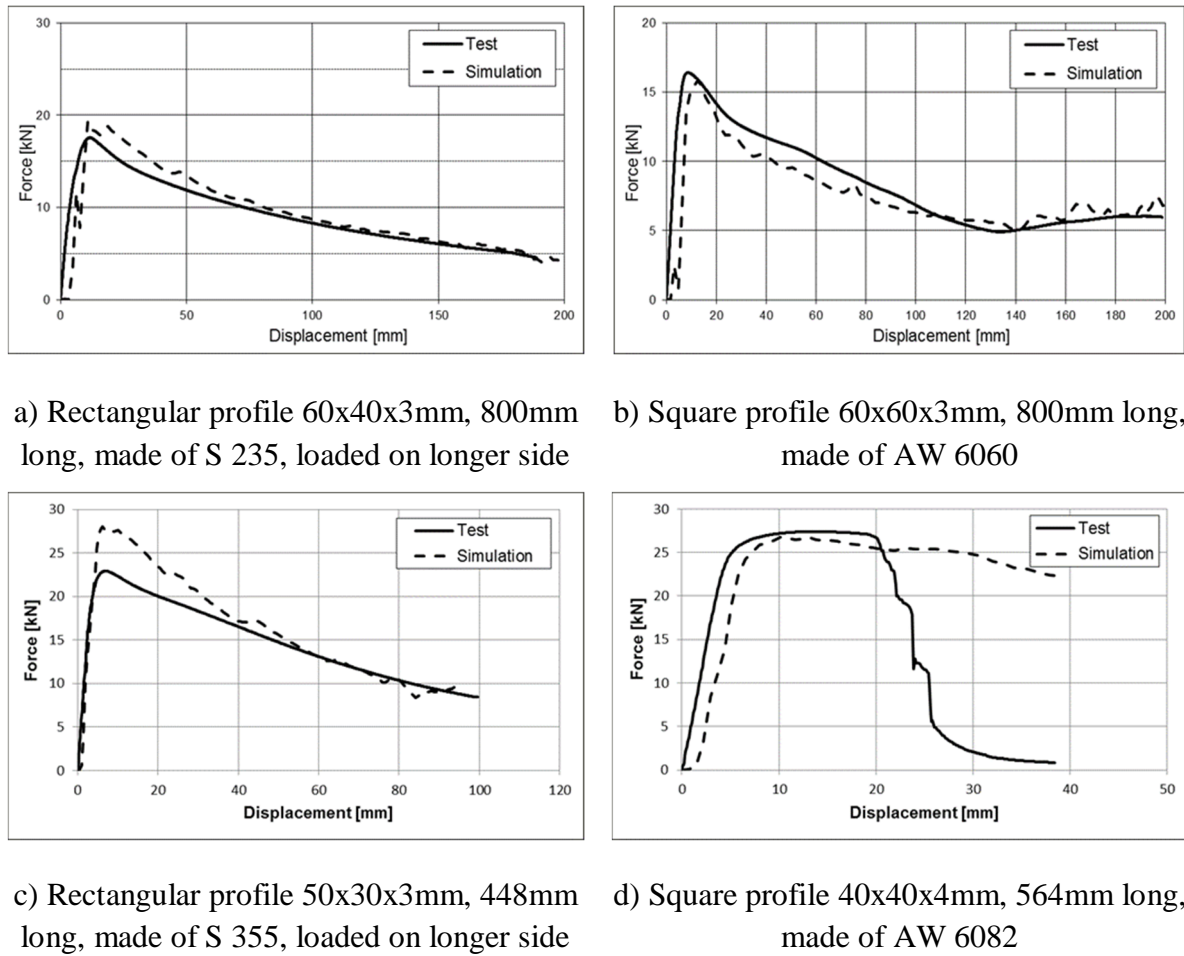 30
25
20
10
0
Force [kN]
Test
Simulation
0 50 100 150 200
Displacement [mm]
20
15
10
5
0
Force [kN]
Test
Simulation
0 20 40 60 80 100 120 140 160 180 200
Displacement [mm]
a) Rectangular profile 60x40x3mm, 800mm
long, made of S 235, loaded on longer side
b) Square profile 60x60x3mm, 800mm long,
made of AW 6060
30
25
20
15
10
5
0
Force [kN]
Test
Simulation
0 20 40 60 80 100 120
Displacement [mm]
30
25
20
15
10
5
0
Force [kN]
Test
Simulation
0 10 20 30 40 50
Displacement [mm]
c) Rectangular profile 50x30x3mm, 448mm
long, made of S 355, loaded on longer side
d) Square profile 40x40x4mm, 564mm long,
made of AW 6082